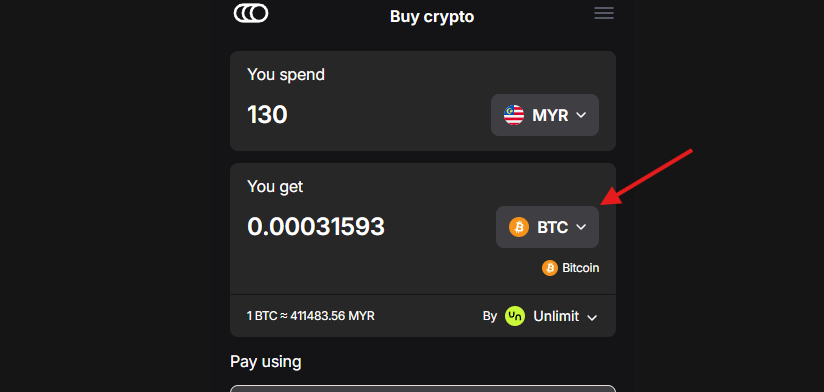 Buy crypto
You spend
130 MYR
You get
0.00031593 BTC
Bitcoin
1 BTC ≈ 411483.56 MYR By Unlimit
Pay using